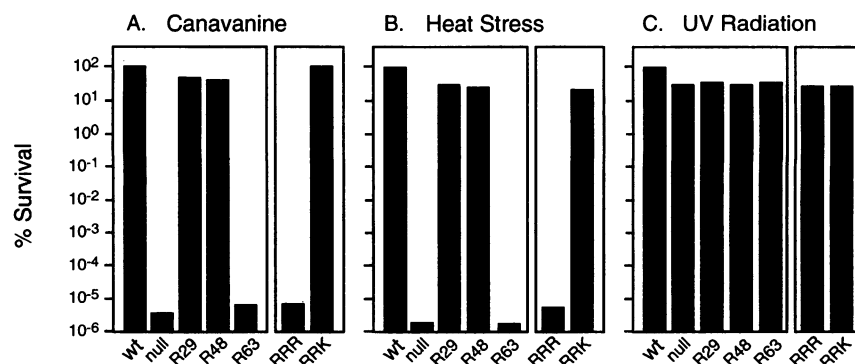 A. Canavanine
B. Heat Stress
C. UV Radiation
% Survival
10²
10¹
10⁰
10⁻¹
10⁻²
10⁻³
10⁻⁴
10⁻⁵
10⁻⁶
wt
null
R29
R48
R63
RRR
RRK
wt
null
R29
R48
R63
RRR
RRK
wt
null
R29
R48
R63
RRR
RRK